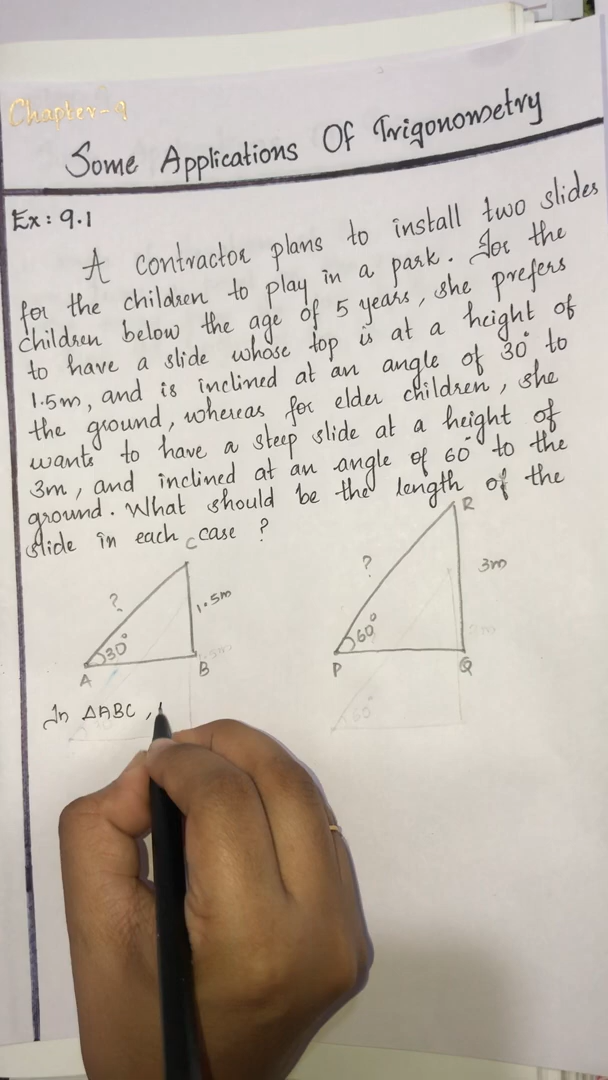 Chapter-9
Some Applications Of Trigonometry
Ex: 9.1
A contractor plans to install two slides
for the children to play in a park. For the
children below the age of 5 years, she prefers
to have a slide whose top is at a height of
1.5m, and is inclined at an angle of 30° to
the ground, whereas for elder children, she
wants to have a steep slide at a height of
3m, and inclined at an angle of 60° to the
ground. What should be the length of the
slide in each case ?
C
R
?
?
3m
1.5m
30°
60°
A
B
P
Q
In ΔABC,